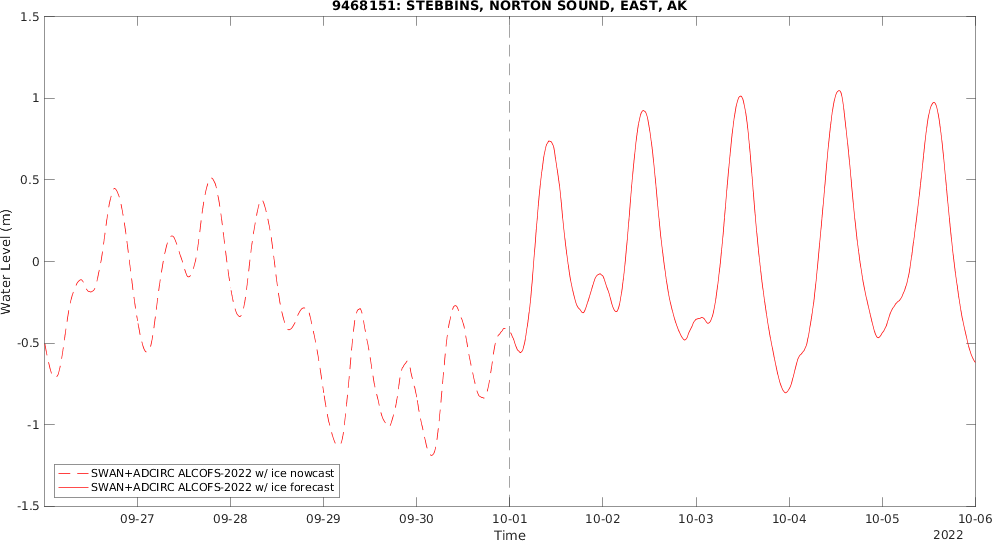 9468151: STEBBINS, NORTON SOUND, EAST, AK
1.5
1
0.5
0
-0.5
-1
-1.5
Water Level (m)
SWAN+ADCIRC ALCOFS-2022 w/ ice nowcast
SWAN+ADCIRC ALCOFS-2022 w/ ice forecast
09-27 09-28 09-29 09-30 10-01 10-02 10-03 10-04 10-05 10-06
Time
2022